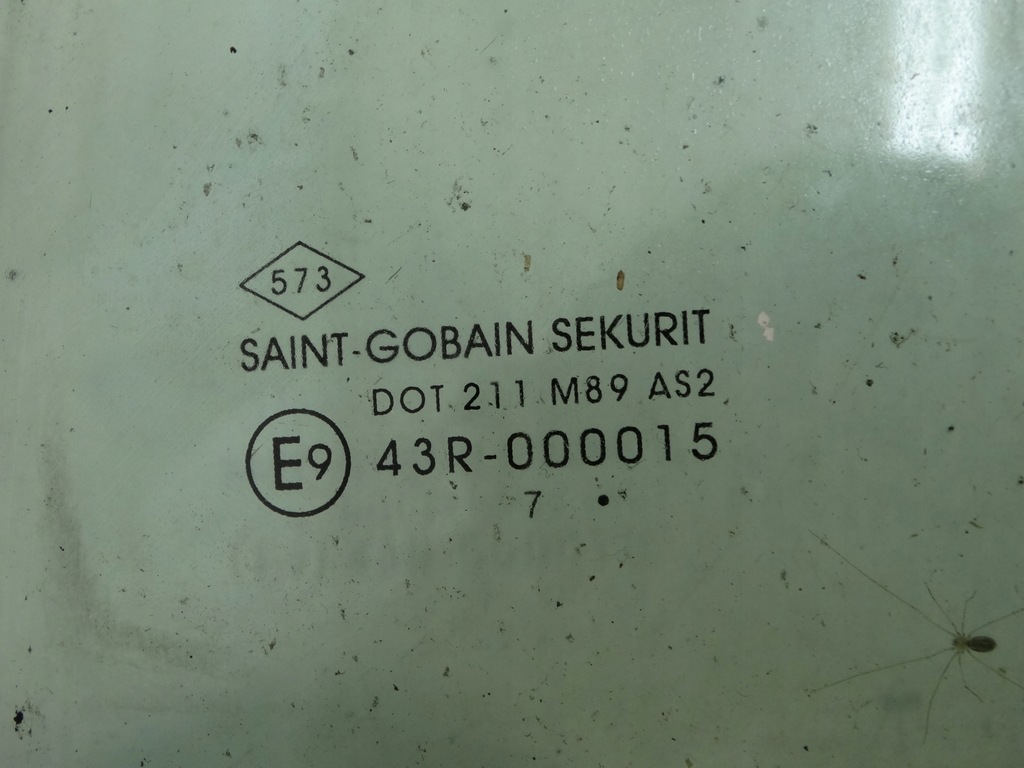 573
SAINT-GOBAIN SEKURIT
DOT 211 M89 AS2
E9 43R-000015
7 •